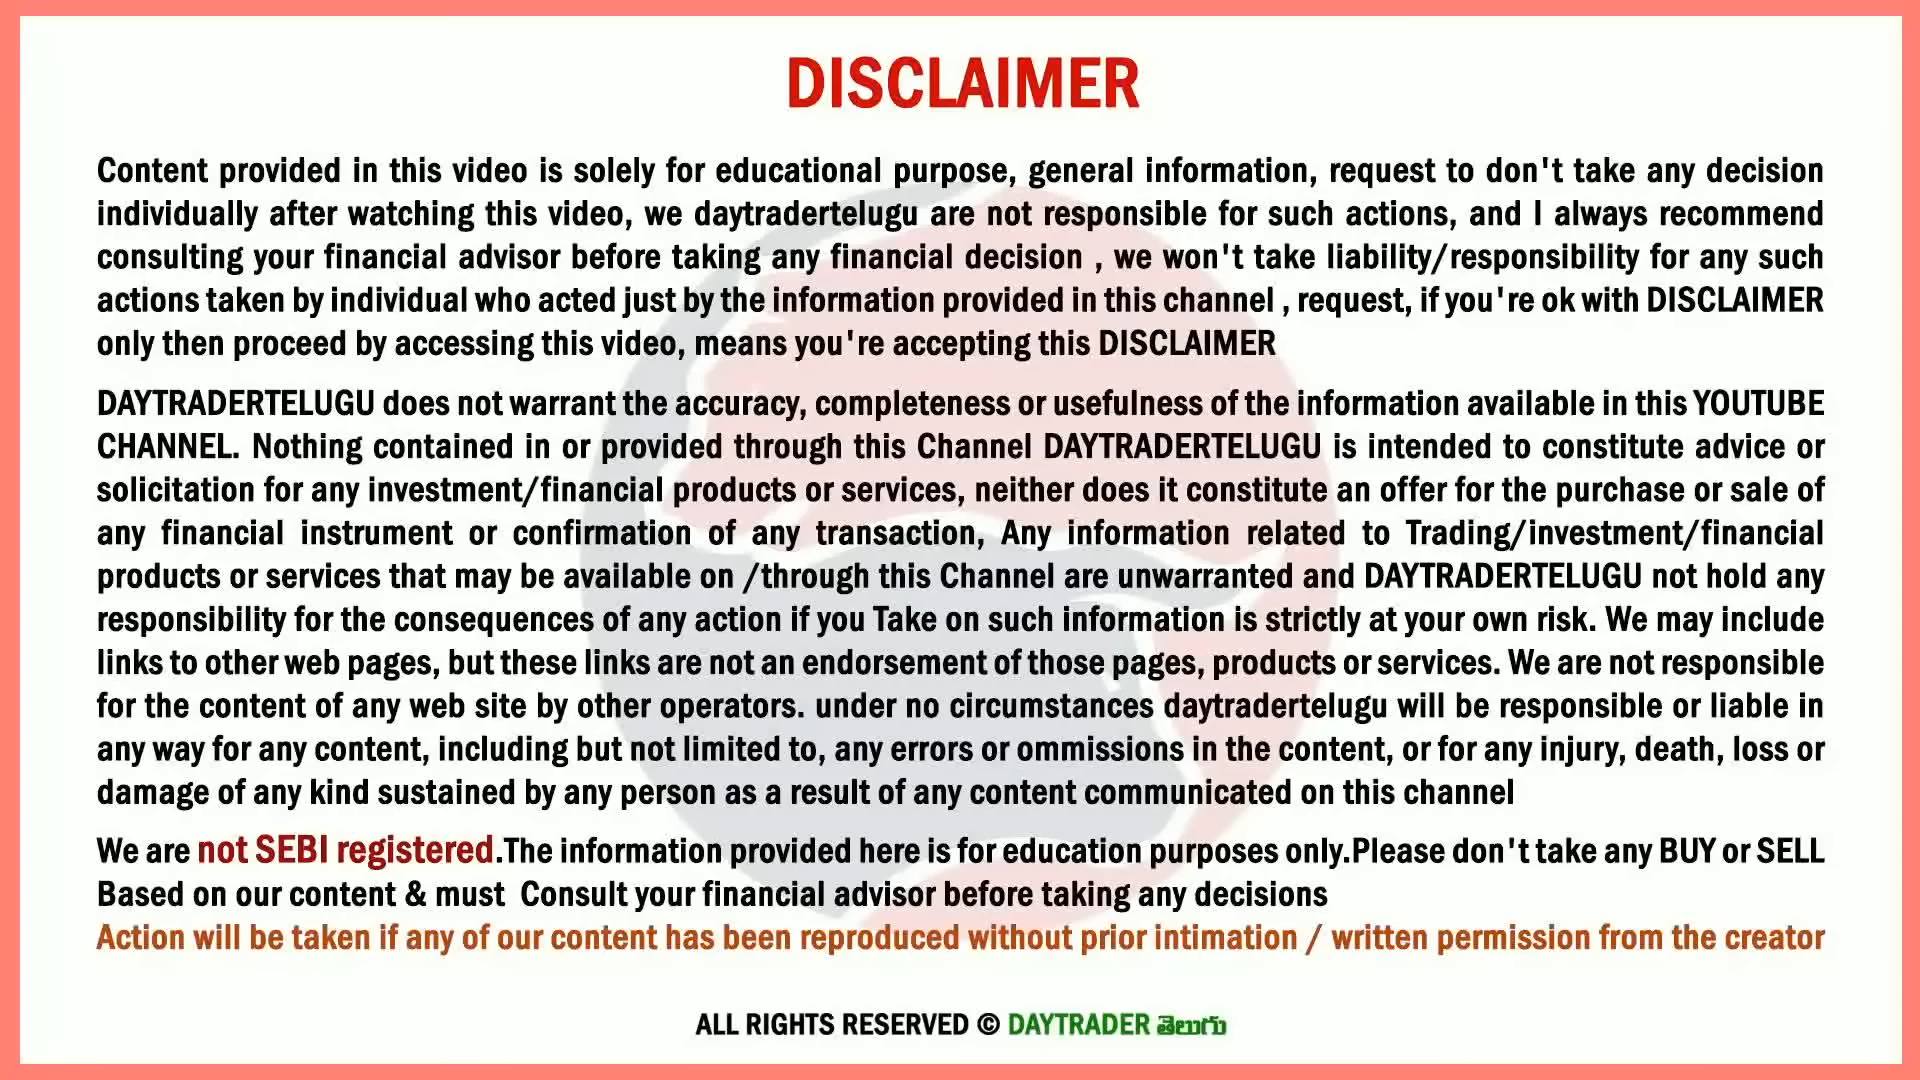 DISCLAIMER
Content provided in this video is solely for educational purpose, general information, request to don't take any decision
individually after watching this video, we daytradertelugu are not responsible for such actions, and I always recommend
consulting your financial advisor before taking any financial decision , we won't take liability/responsibility for any such
actions taken by individual who acted just by the information provided in this channel , request, if you're ok with DISCLAIMER
only then proceed by accessing this video, means you're accepting this DISCLAIMER
DAYTRADERTELUGU does not warrant the accuracy, completeness or usefulness of the information available in this YOUTUBE
CHANNEL. Nothing contained in or provided through this Channel DAYTRADERTELUGU is intended to constitute advice or
solicitation for any investment/financial products or services, neither does it constitute an offer for the purchase or sale of
any financial instrument or confirmation of any transaction, Any information related to Trading/investment/financial
products or services that may be available on /through this Channel are unwarranted and DAYTRADERTELUGU not hold any
responsibility for the consequences of any action if you Take on such information is strictly at your own risk. We may include
links to other web pages, but these links are not an endorsement of those pages, products or services. We are not responsible
for the content of any web site by other operators. under no circumstances daytradertelugu will be responsible or liable in
any way for any content, including but not limited to, any errors or ommissions in the content, or for any injury, death, loss or
damage of any kind sustained by any person as a result of any content communicated on this channel
We are not SEBI registered.The information provided here is for education purposes only.Please don't take any BUY or SELL
Based on our content & must  Consult your financial advisor before taking any decisions
Action will be taken if any of our content has been reproduced without prior intimation / written permission from the creator
ALL RIGHTS RESERVED © DAYTRADER తెలుగు